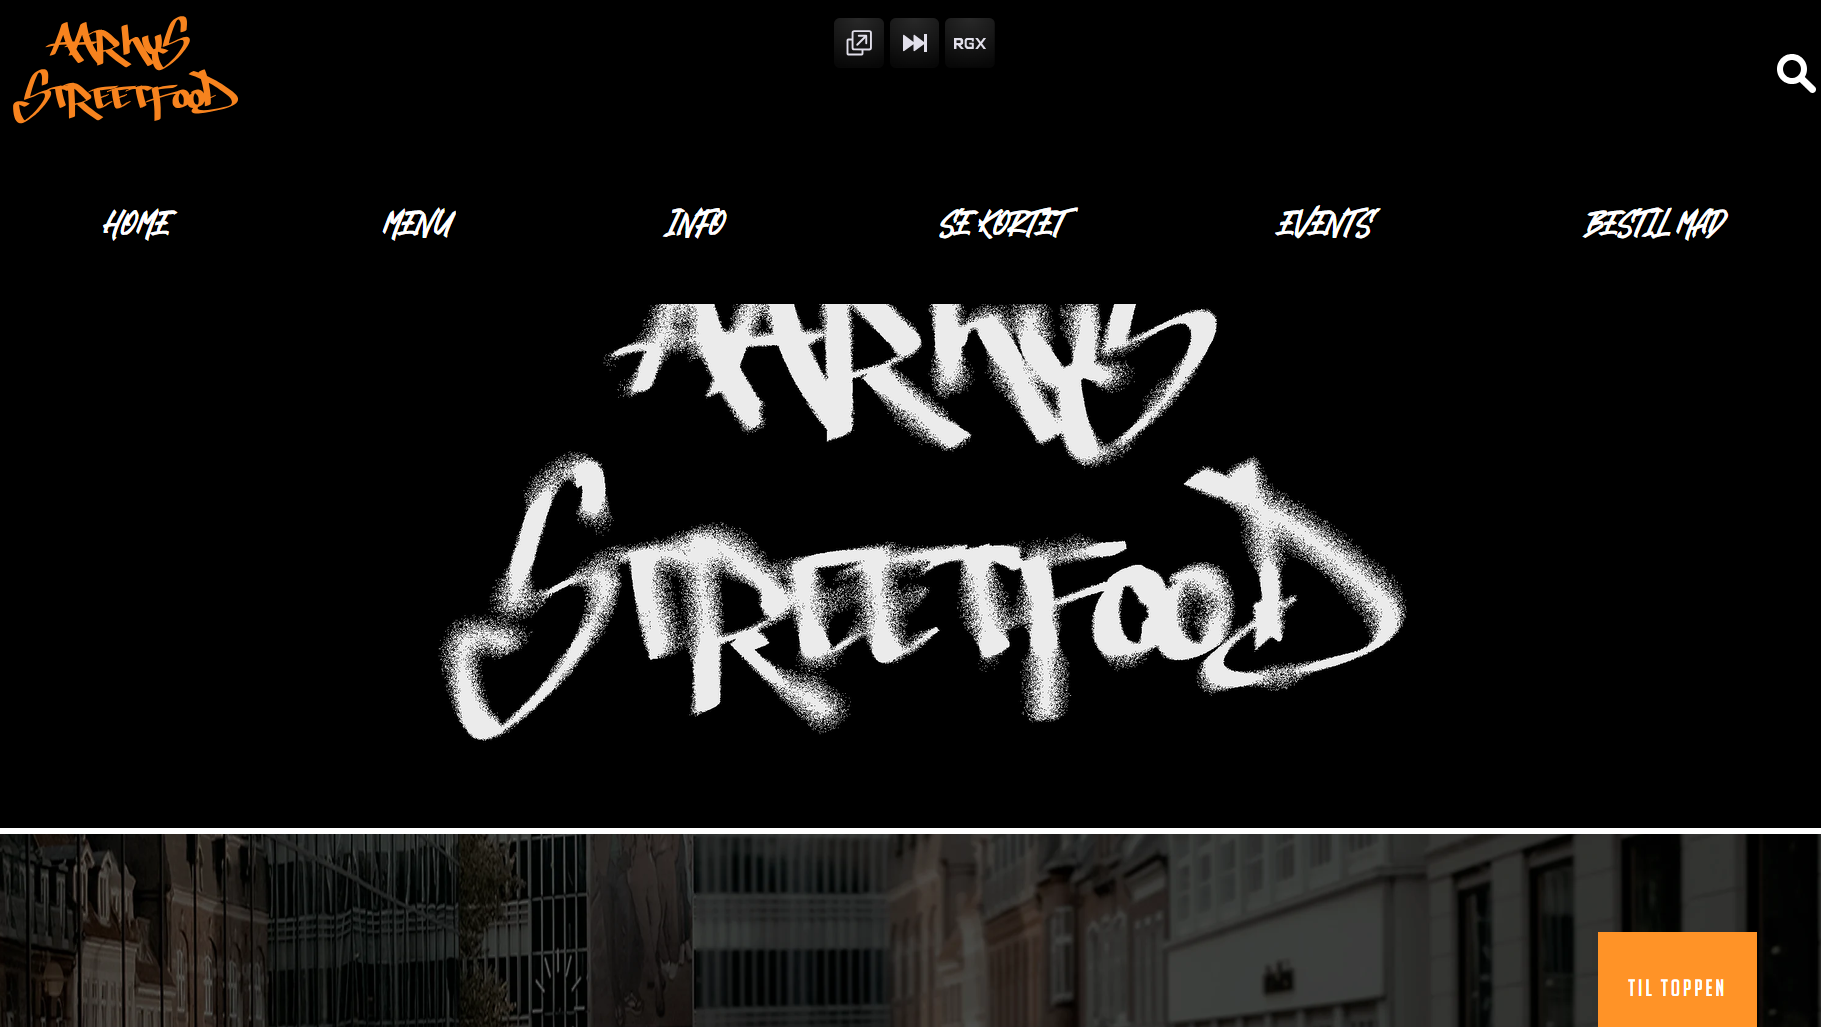 AARhuS
STREETFOOD
RGX
HOME MENU INFO SE KORTET EVENTS BESTIL MAD
AARhuS
STREETFOOD
TIL TOPPEN